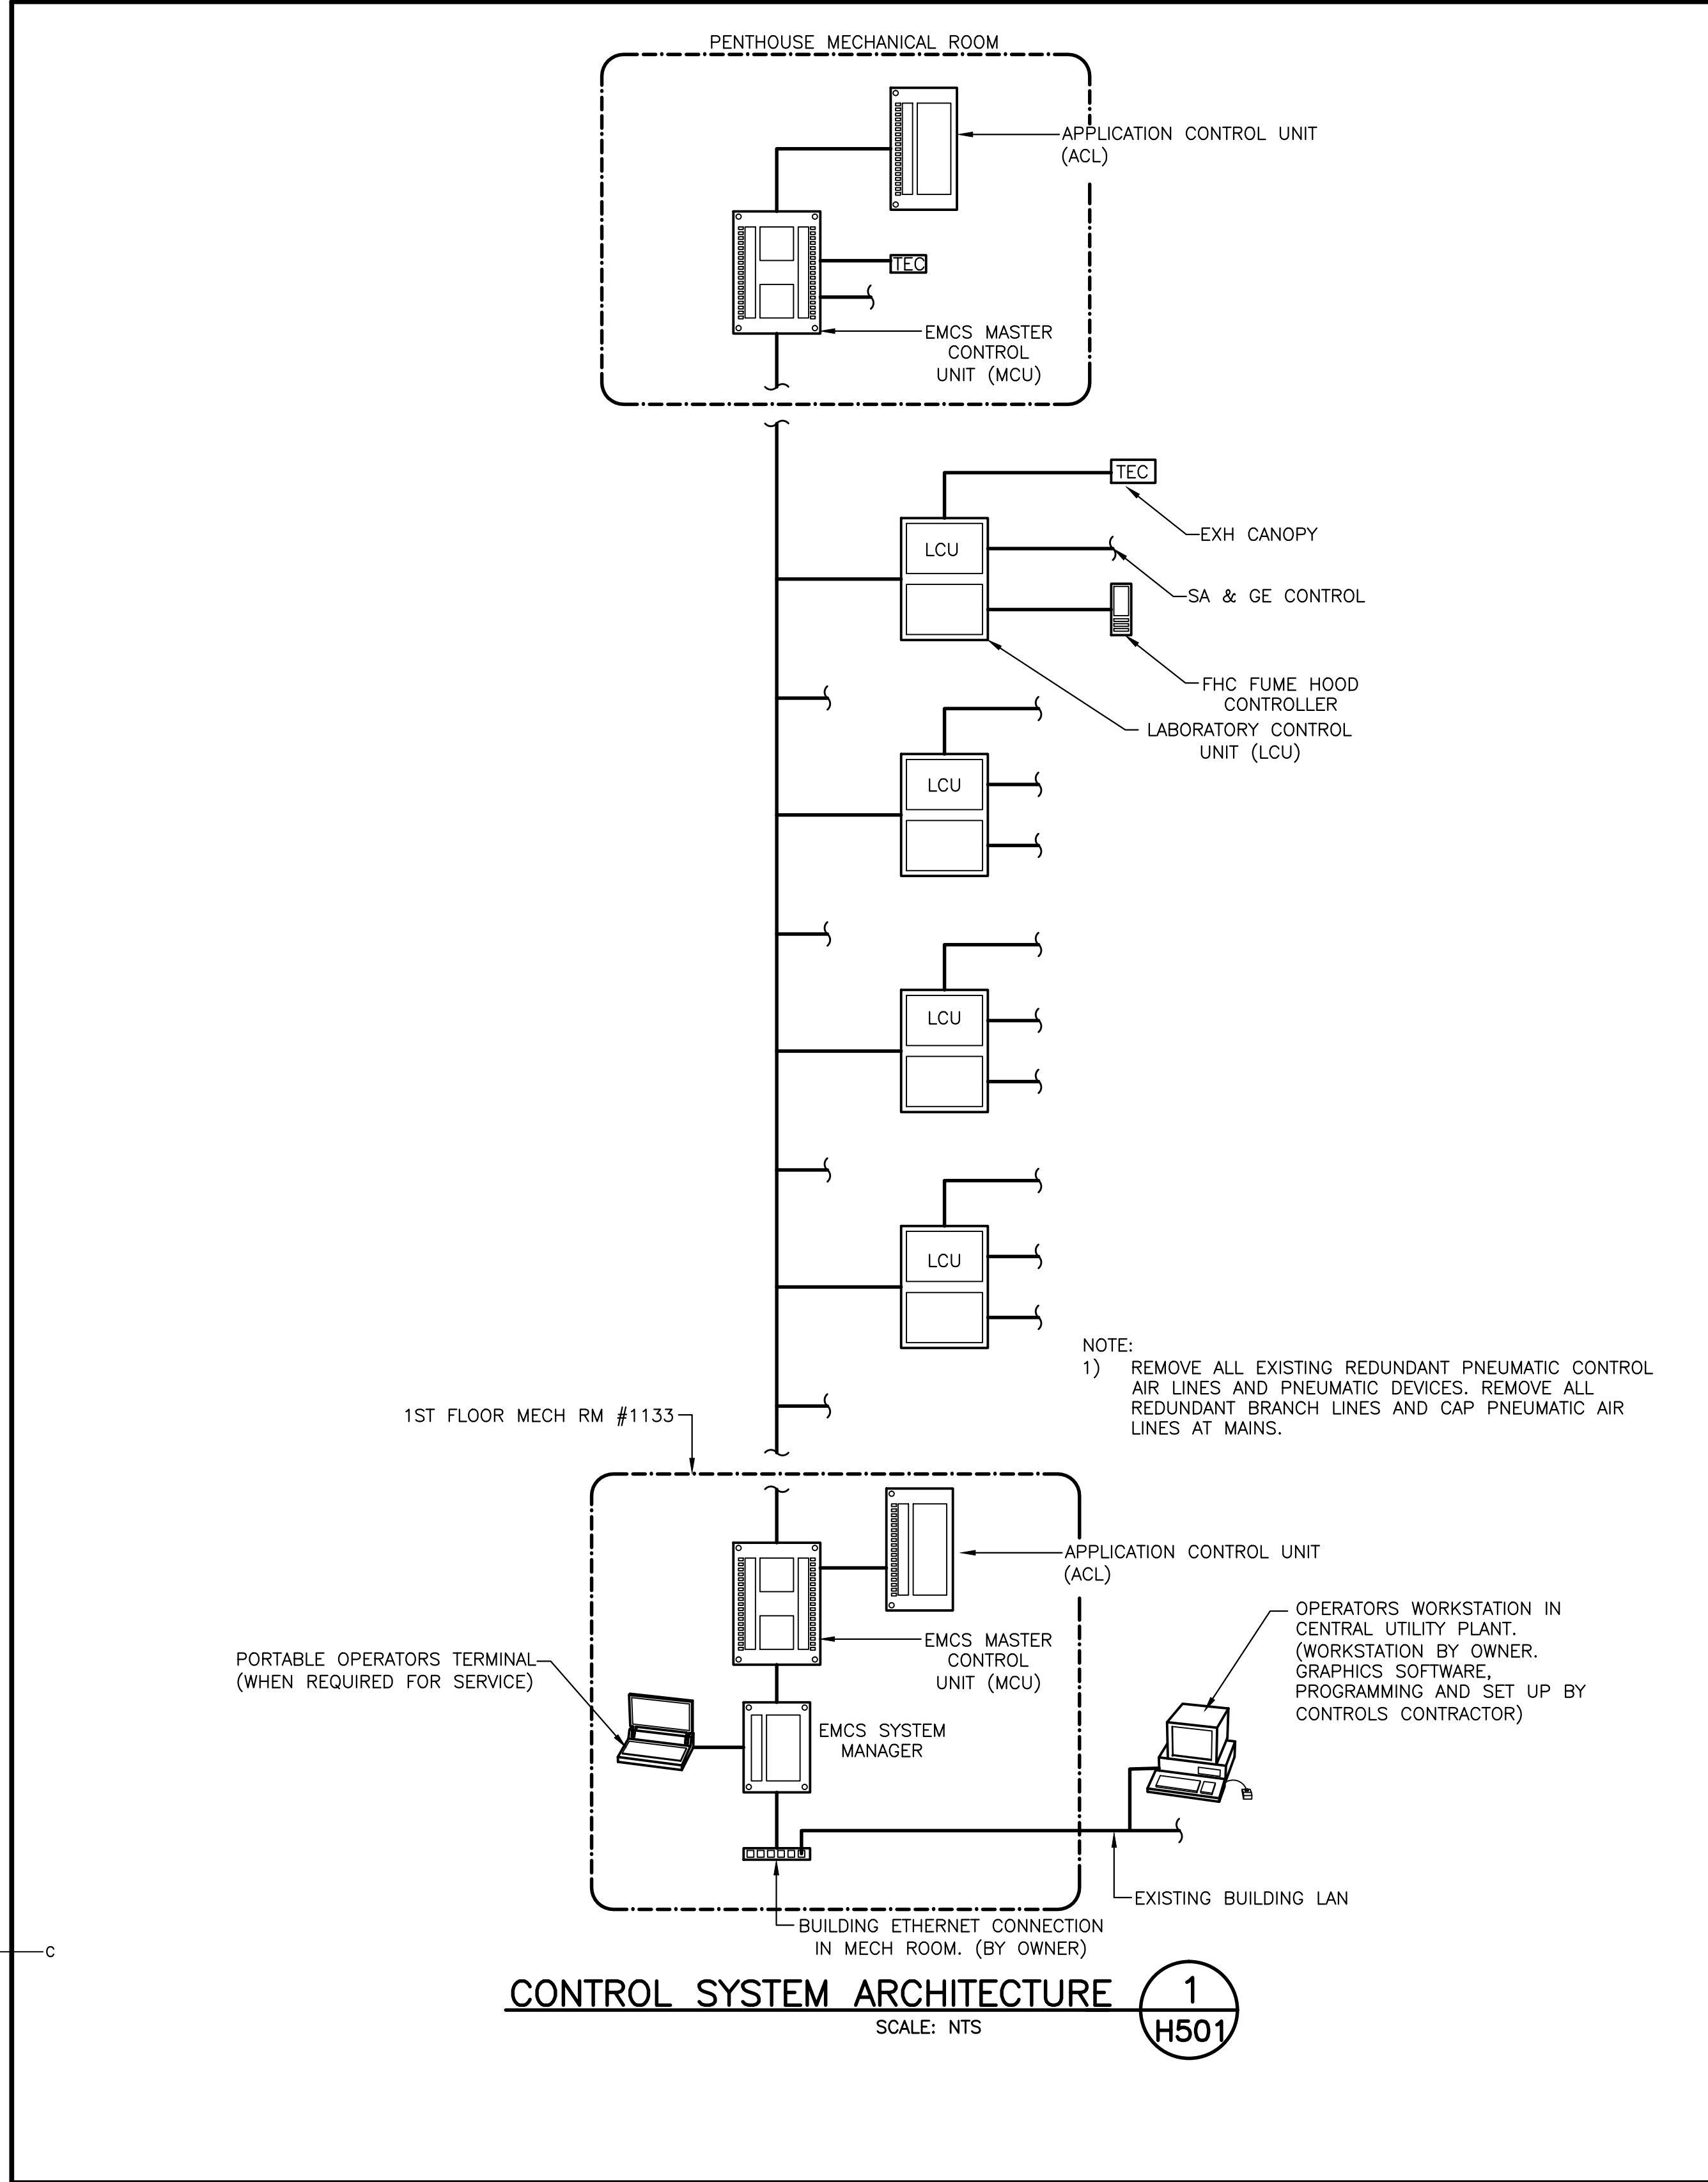 PENTHOUSE MECHANICAL ROOM
APPLICATION CONTROL UNIT
(ACL)
TEC
EMCS MASTER
CONTROL
UNIT (MCU)
TEC
EXH CANOPY
LCU
SA & GE CONTROL
FHC FUME HOOD
CONTROLLER
LABORATORY CONTROL
UNIT (LCU)
LCU
LCU
LCU
NOTE:
1) REMOVE ALL EXISTING REDUNDANT PNEUMATIC CONTROL
AIR LINES AND PNEUMATIC DEVICES. REMOVE ALL
REDUNDANT BRANCH LINES AND CAP PNEUMATIC AIR
LINES AT MAINS.
1ST FLOOR MECH RM #1133
APPLICATION CONTROL UNIT
(ACL)
OPERATORS WORKSTATION IN
CENTRAL UTILITY PLANT.
(WORKSTATION BY OWNER.
GRAPHICS SOFTWARE,
PROGRAMMING AND SET UP BY
CONTROLS CONTRACTOR)
EMCS MASTER
CONTROL
UNIT (MCU)
PORTABLE OPERATORS TERMINAL
(WHEN REQUIRED FOR SERVICE)
EMCS SYSTEM
MANAGER
EXISTING BUILDING LAN
BUILDING ETHERNET CONNECTION
IN MECH ROOM. (BY OWNER)
C
CONTROL SYSTEM ARCHITECTURE
SCALE: NTS
1
H501